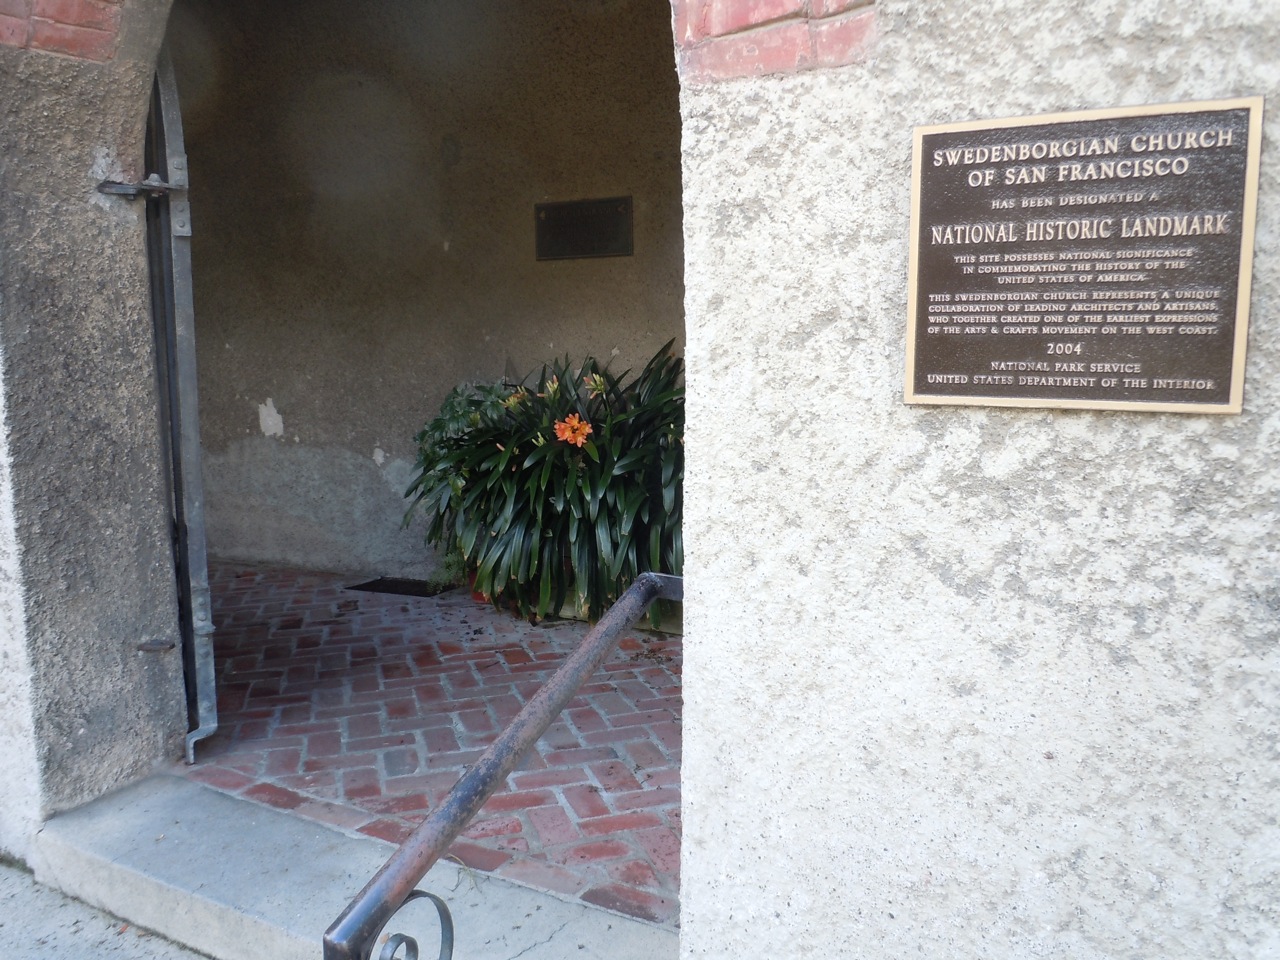 SWEDENBORGIAN CHURCH
OF SAN FRANCISCO
HAS BEEN DESIGNATED A
NATIONAL HISTORIC LANDMARK
THIS SITE POSSESSES NATIONAL SIGNIFICANCE
IN COMMEMORATING THE HISTORY OF THE
UNITED STATES OF AMERICA
THIS SWEDENBORGIAN CHURCH REPRESENTS A UNIQUE
COLLABORATION OF LEADING ARCHITECTS AND ARTISANS,
WHO TOGETHER CREATED ONE OF THE EARLIEST EXPRESSIONS
OF THE ARTS & CRAFTS MOVEMENT ON THE WEST COAST.
2004
NATIONAL PARK SERVICE
UNITED STATES DEPARTMENT OF THE INTERIOR